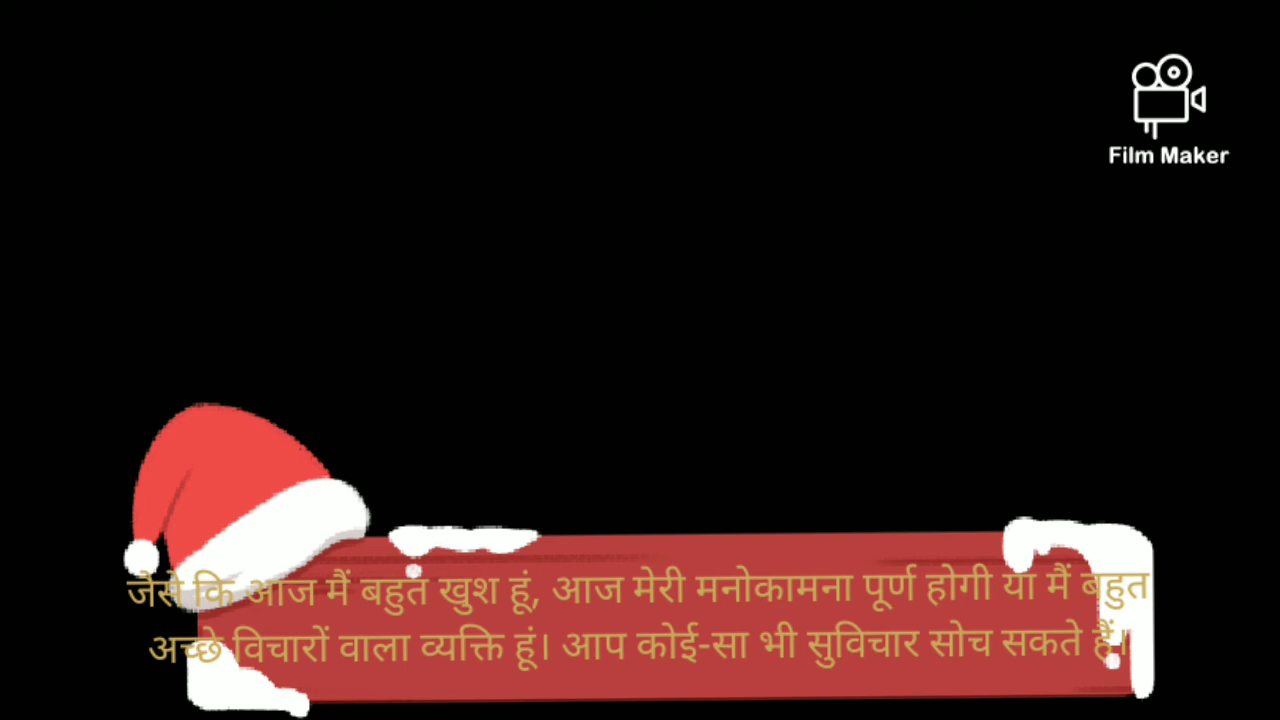 Film Maker
जैसे कि आज मैं बहुत खुश हूं, आज मेरी मनोकामना पूर्ण होगी या मैं बहुत
अच्छे विचारों वाला व्यक्ति हूं। आप कोई-सा भी सुविचार सोच सकते हैं।